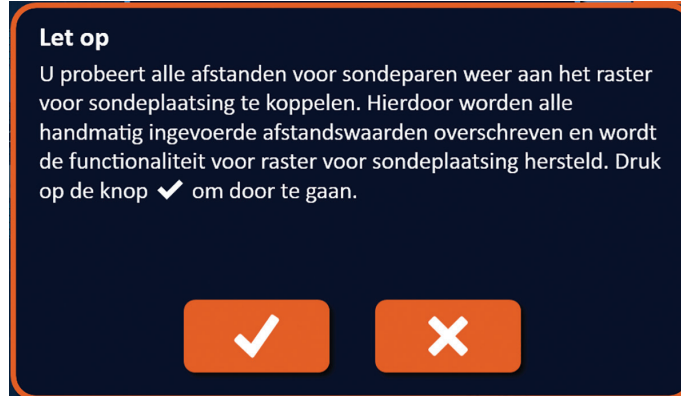 Let op
U probeert alle afstanden voor sondeparen weer aan het raster
voor sondeplaatsing te koppelen. Hierdoor worden alle
handmatig ingevoerde afstandswaarden overschreven en wordt
de functionaliteit voor raster voor sondeplaatsing hersteld. Druk
op de knop ✔ om door te gaan.